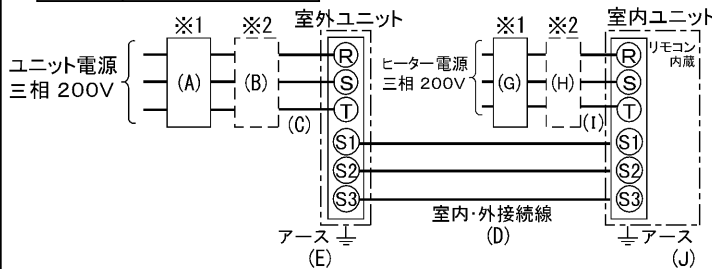 ※1 ※2 室外ユニット
ユニット電源
三相 200V
(A) (B) (C)
R
S
T
S1
S2
S3
アース
(E)
室内・外接続線
(D)
※1 ※2 室内ユニット
ヒーター電源
三相 200V
(G) (H) (I)
R
S
T
S1
S2
S3
リモコン
内蔵
アース
(J)